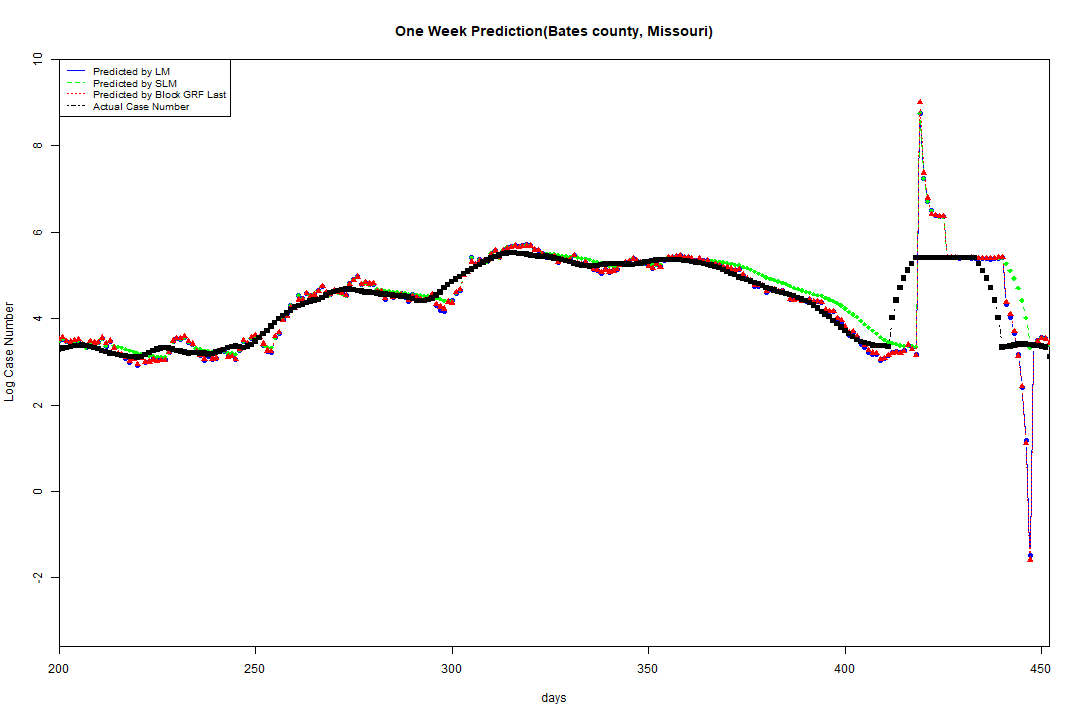 One Week Prediction(Bates county, Missouri)
Predicted by LM
Predicted by SLM
Predicted by Block GRF Last
Actual Case Number
10
8
6
4
2
0
-2
Log Case Number
200 250 300 350 400 450
days